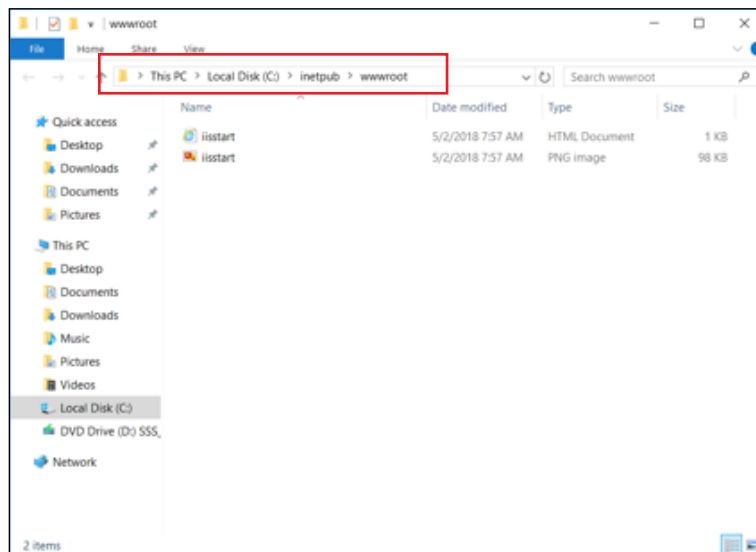 wwwroot
File Home Share View
This PC > Local Disk (C:) > inetpub > wwwroot
Search wwwroot
Name Date modified Type Size
Quick access
Desktop
Downloads
Documents
Pictures
This PC
Desktop
Documents
Downloads
Music
Pictures
Videos
Local Disk (C:)
DVD Drive (D:) SSS_
Network
iisstart 5/2/2018 7:57 AM HTML Document 1 KB
iisstart 5/2/2018 7:57 AM PNG image 98 KB
2 items